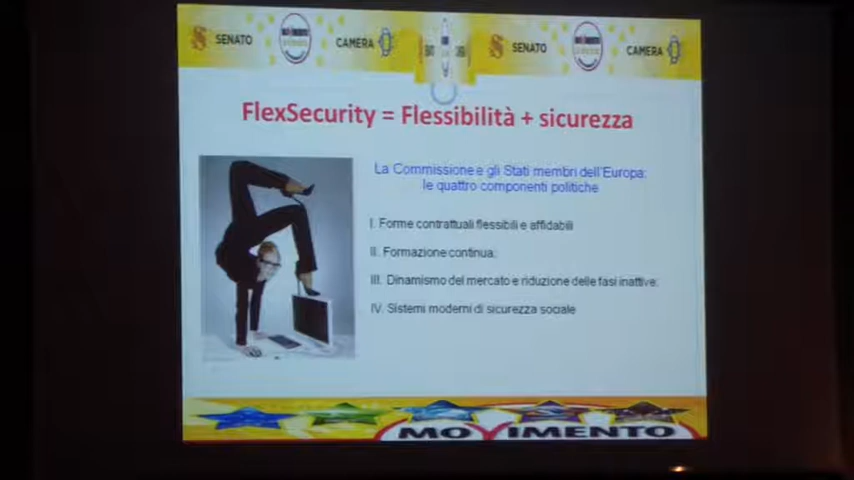 SENATO
MOVIMENTO
CAMERA
SENATO
MOVIMENTO
CAMERA
FlexSecurity = Flessibilità + sicurezza
La Commissione e gli Stati membri dell'Europa:
le quattro componenti politiche
I. Forme contrattuali flessibili e affidabili
II. Formazione continua:
III. Dinamismo del mercato e riduzione delle fasi inattive:
IV. Sistemi moderni di sicurezza sociale
MOVIMENTO